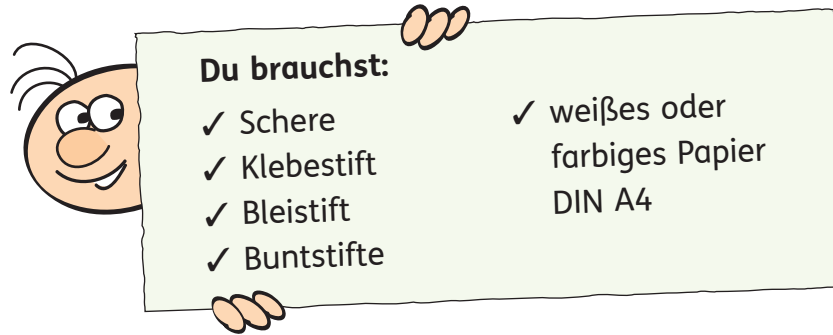 Du brauchst:
✓ Schere
✓ Klebestift
✓ Bleistift
✓ Buntstifte
✓ weißes oder
farbiges Papier
DIN A4